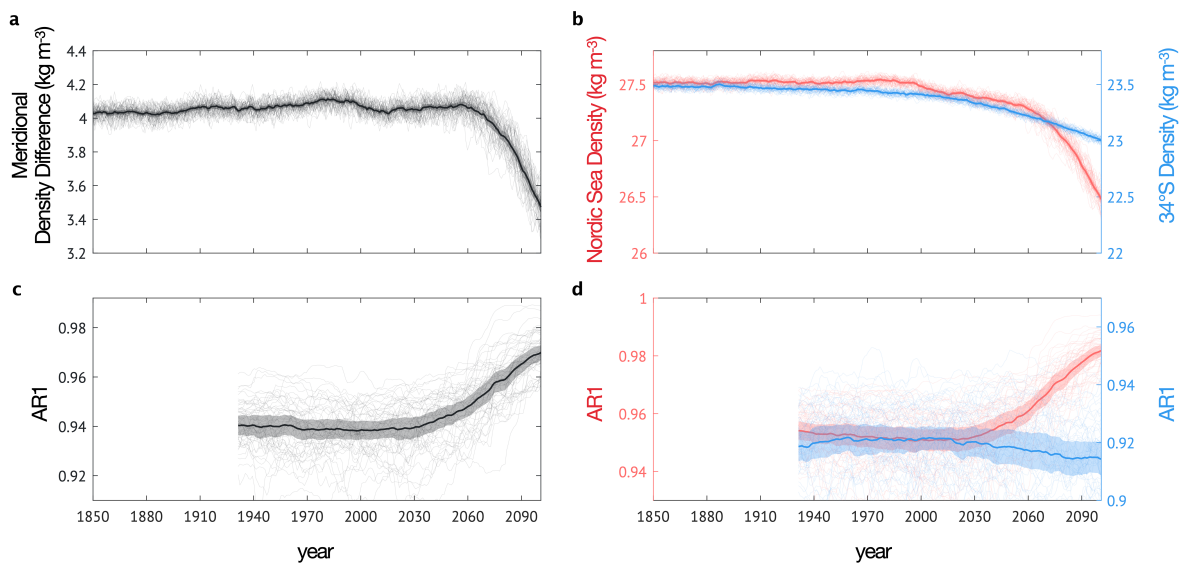 a
b
Meridional
Density Difference (kg m-3)
4.4
4.2
4
3.8
3.6
3.4
3.2
Nordic Sea Density (kg m-3)
27.5
27
26.5
26
23.5
23
22.5
22
34°S Density (kg m-3)
c
d
AR1
0.98
0.96
0.94
0.92
1850 1880 1910 1940 1970 2000 2030 2060 2090
year
AR1
1
0.98
0.96
0.94
0.96
0.94
0.92
0.9
AR1
1850 1880 1910 1940 1970 2000 2030 2060 2090
year